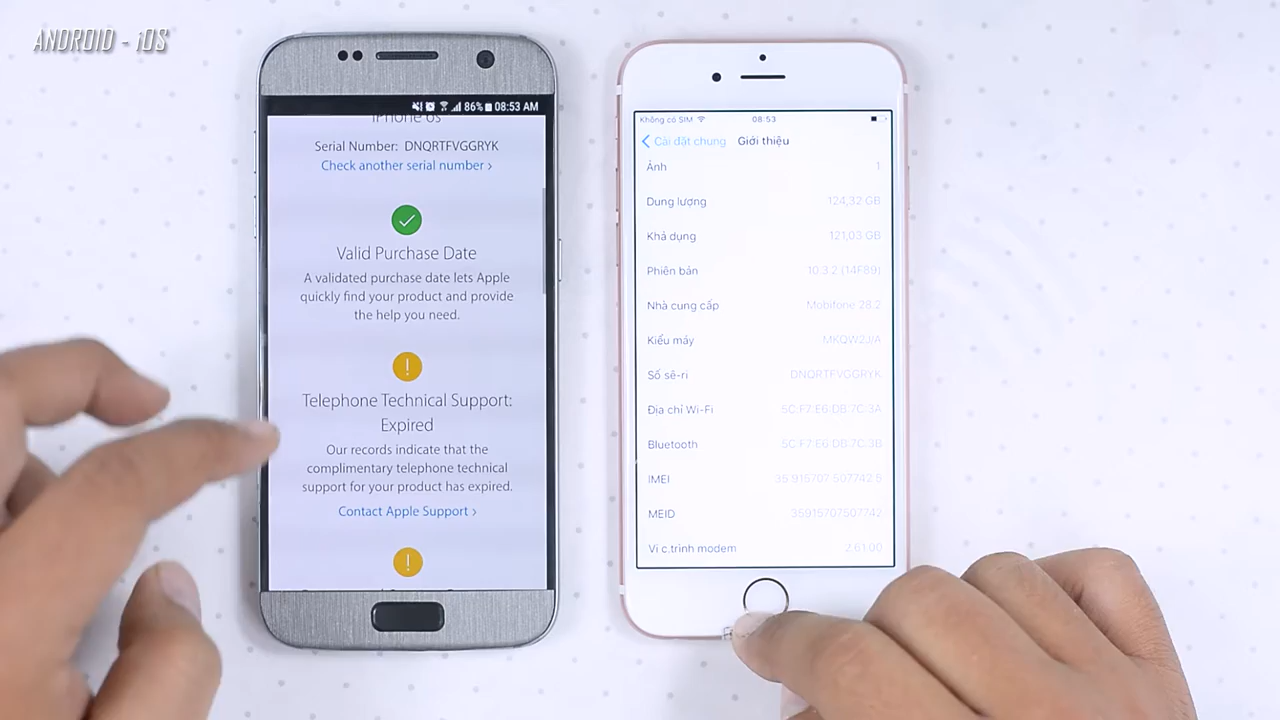 ANDROID - iOS
86% 08:53 AM
iPhone 6s
Serial Number: DNQRTFVGGRYK
Check another serial number >
Valid Purchase Date
A validated purchase date lets Apple
quickly find your product and provide
the help you need.
Telephone Technical Support:
Expired
Our records indicate that the
complimentary telephone technical
support for your product has expired.
Contact Apple Support >
Không có SIM 08:53
Cài đặt chung Giới thiệu
Ảnh 1
Dung lượng 124,32 GB
Khả dụng 121,03 GB
Phiên bản 10.3.2 (14F89)
Nhà cung cấp Mobifone 28.2
Kiểu máy MKQW2J/A
Số sê-ri DNQRTFVGGRYK
Địa chỉ Wi-Fi 5C:F7:E6:DB:7C:3A
Bluetooth 5C:F7:E6:DB:7C:3B
IMEI 35 915707 507742 5
MEID 35915707507742
Vi c.trình modem 2.61.00